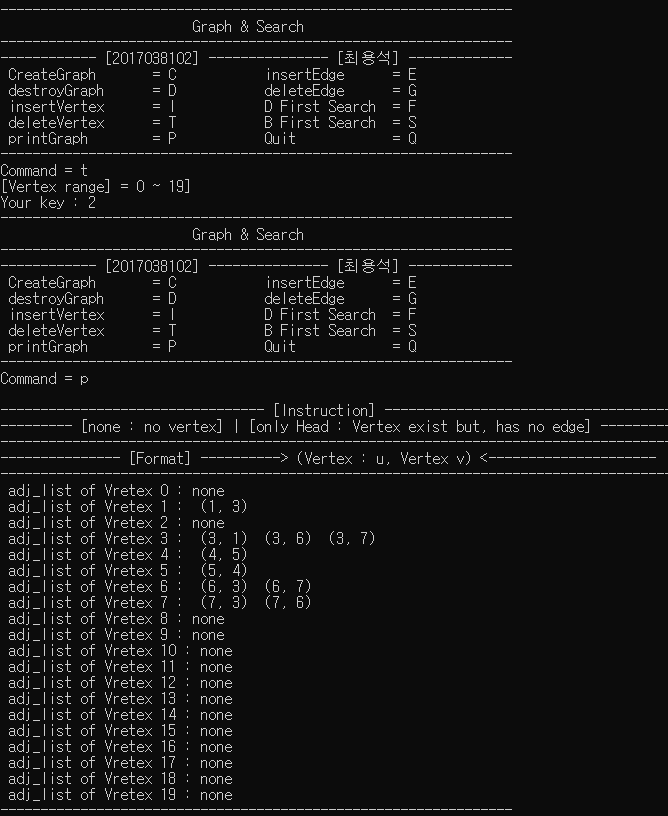 ----------------------------------------------------------------
Graph & Search
----------------------------------------------------------------
------------ [2017038102] --------------- [최용석] -------------
CreateGraph = C insertEdge = E
destroyGraph = D deleteEdge = G
insertVertex = I D First Search = F
deleteVertex = T B First Search = S
printGraph = P Quit = Q
----------------------------------------------------------------
Command = t
[Vertex range] = 0 ~ 19]
Your key : 2
----------------------------------------------------------------
Graph & Search
----------------------------------------------------------------
------------ [2017038102] --------------- [최용석] -------------
CreateGraph = C insertEdge = E
destroyGraph = D deleteEdge = G
insertVertex = I D First Search = F
deleteVertex = T B First Search = S
printGraph = P Quit = Q
----------------------------------------------------------------
Command = p
--------------------------------- [Instruction] -----------------------------------
--------- [none : no vertex] | [only Head : Vertex exist but, has no edge] ---------
-----------------------------------------------------------------------------------
--------------- [Format] ----------> (Vertex : u, Vertex v) <---------------------
-----------------------------------------------------------------------------------
adj_list of Vretex 0 : none
adj_list of Vretex 1 : (1, 3)
adj_list of Vretex 2 : none
adj_list of Vretex 3 : (3, 1) (3, 6) (3, 7)
adj_list of Vretex 4 : (4, 5)
adj_list of Vretex 5 : (5, 4)
adj_list of Vretex 6 : (6, 3) (6, 7)
adj_list of Vretex 7 : (7, 3) (7, 6)
adj_list of Vretex 8 : none
adj_list of Vretex 9 : none
adj_list of Vretex 10 : none
adj_list of Vretex 11 : none
adj_list of Vretex 12 : none
adj_list of Vretex 13 : none
adj_list of Vretex 14 : none
adj_list of Vretex 15 : none
adj_list of Vretex 16 : none
adj_list of Vretex 17 : none
adj_list of Vretex 18 : none
adj_list of Vretex 19 : none
----------------------------------------------------------------